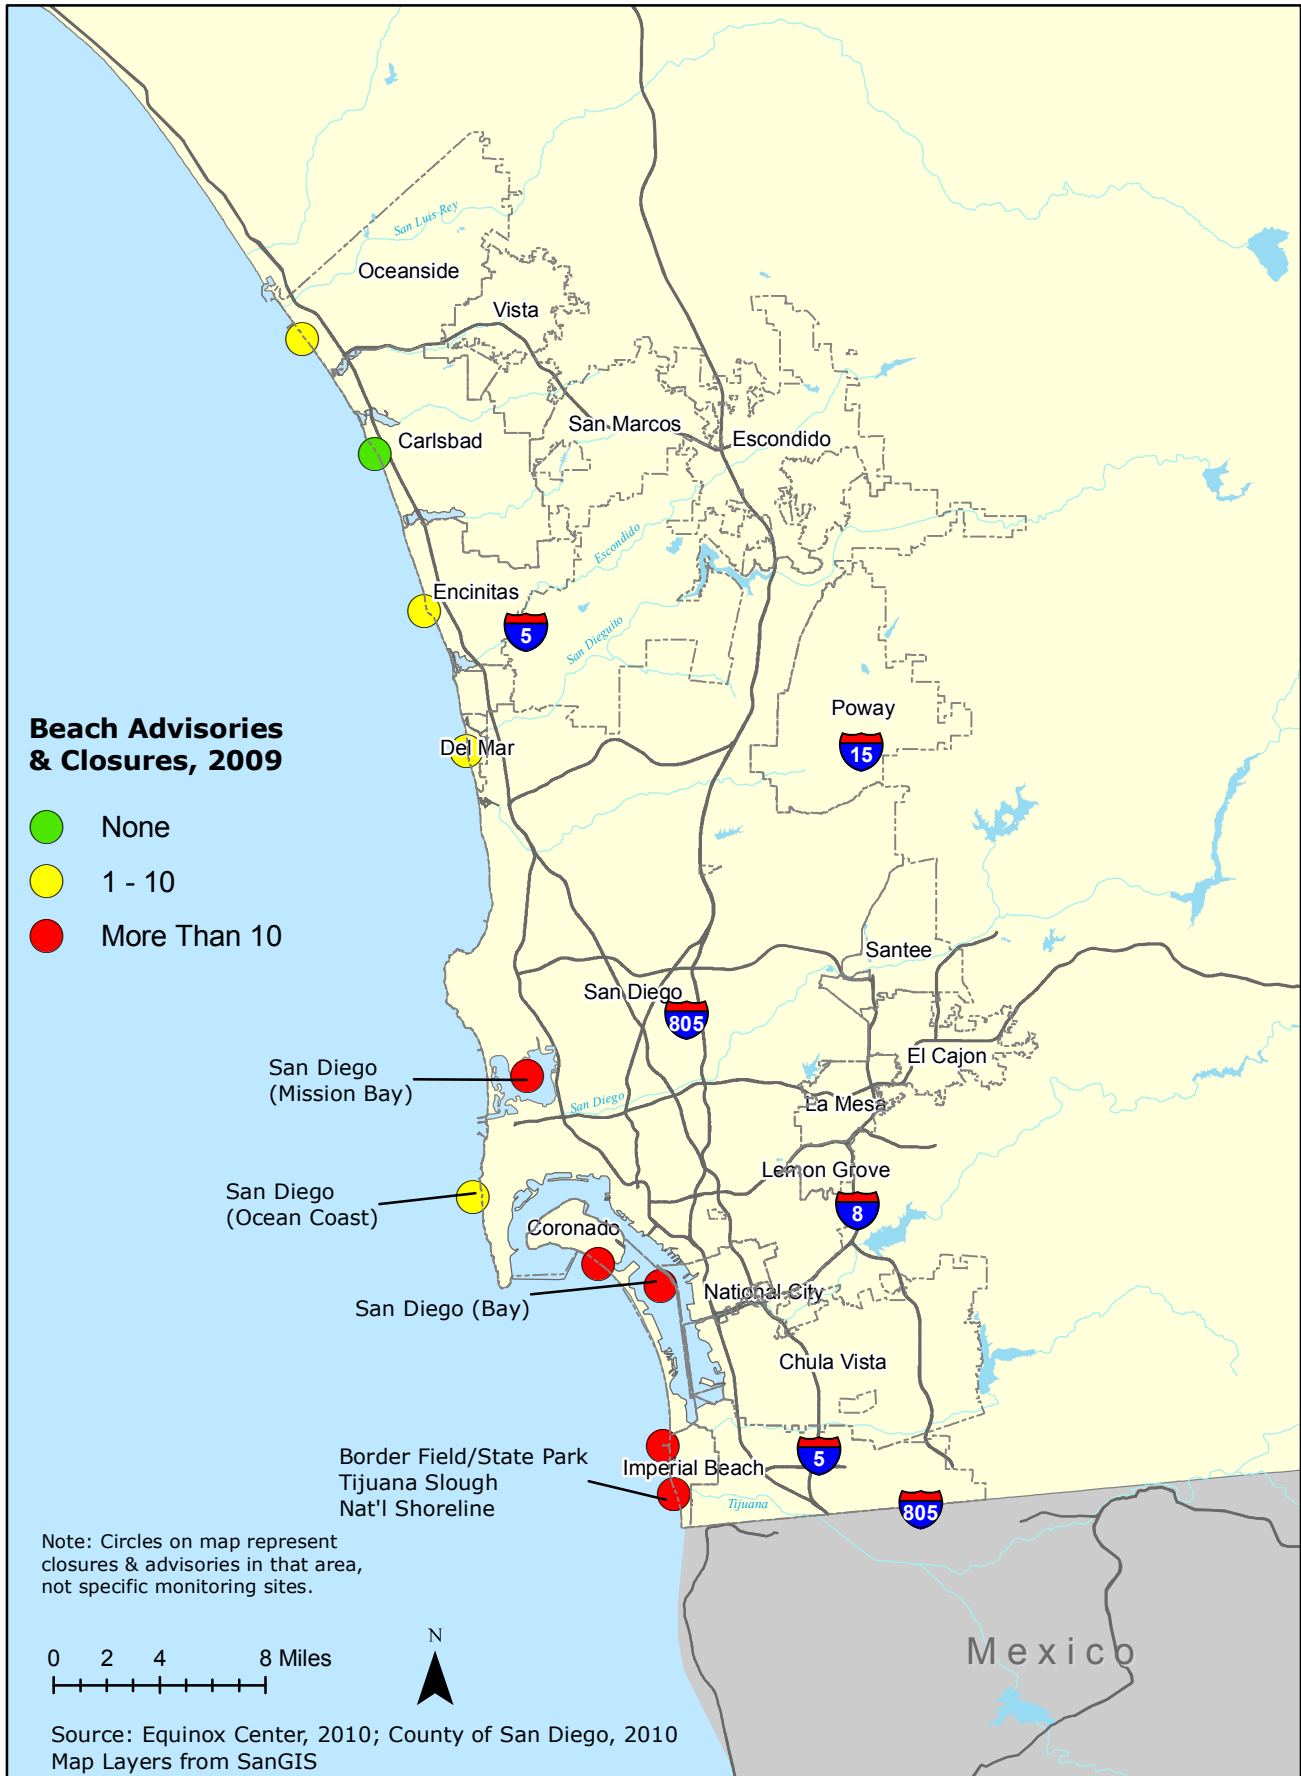 San Luis Rey
Oceanside
Vista
San Marcos
Escondido
Carlsbad
Escondido
Encinitas
5
San Dieguito
Poway
15
Del Mar
Beach Advisories
& Closures, 2009
None
1 - 10
More Than 10
Santee
San Diego
805
El Cajon
San Diego
(Mission Bay)
San Diego
La Mesa
Lemon Grove
San Diego
(Ocean Coast)
8
Coronado
National City
San Diego (Bay)
Chula Vista
Border Field/State Park
Tijuana Slough
Nat'l Shoreline
Imperial Beach
5
Tijuana
805
Note: Circles on map represent
closures & advisories in that area,
not specific monitoring sites.
Mexico
N
0 2 4 8 Miles
Source: Equinox Center, 2010; County of San Diego, 2010
Map Layers from SanGIS